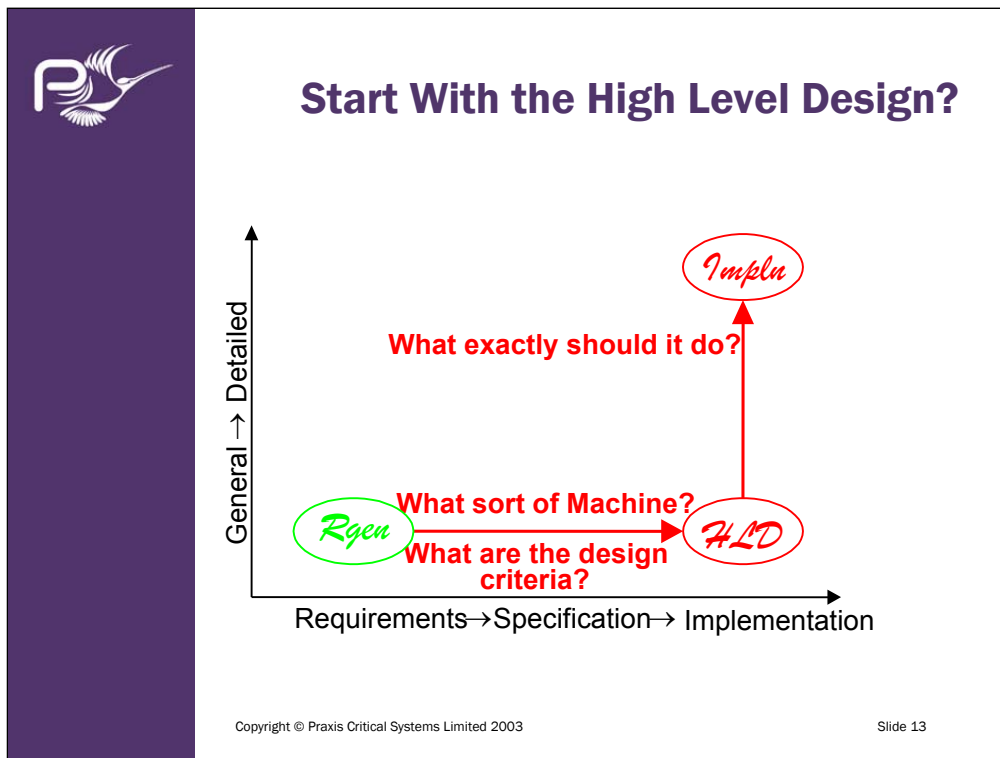 P
Start With the High Level Design?
General → Detailed
Impln
What exactly should it do?
What sort of Machine?
Rgen
HLD
What are the design
criteria?
Requirements→Specification→ Implementation
Copyright © Praxis Critical Systems Limited 2003
Slide 13